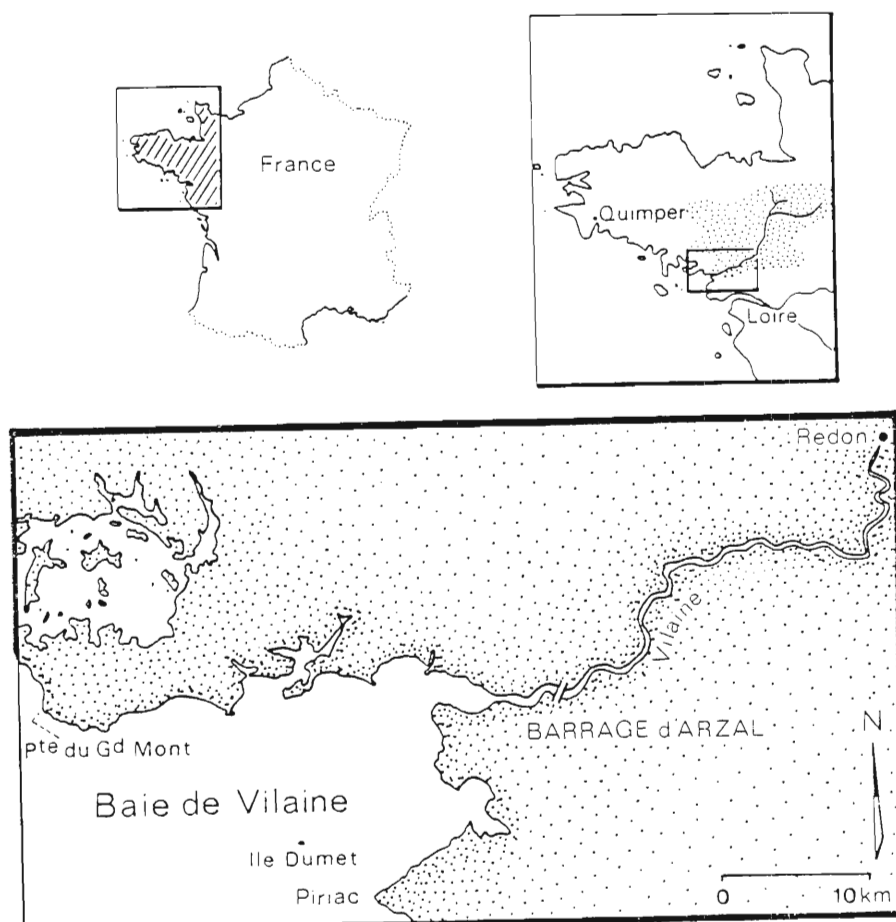 France
Quimper
Loire
Redon
Vilaine
BARRAGE d'ARZAL
N
Pte du Gd Mont
Baie de Vilaine
Ile Dumet
Piriac
0 10km